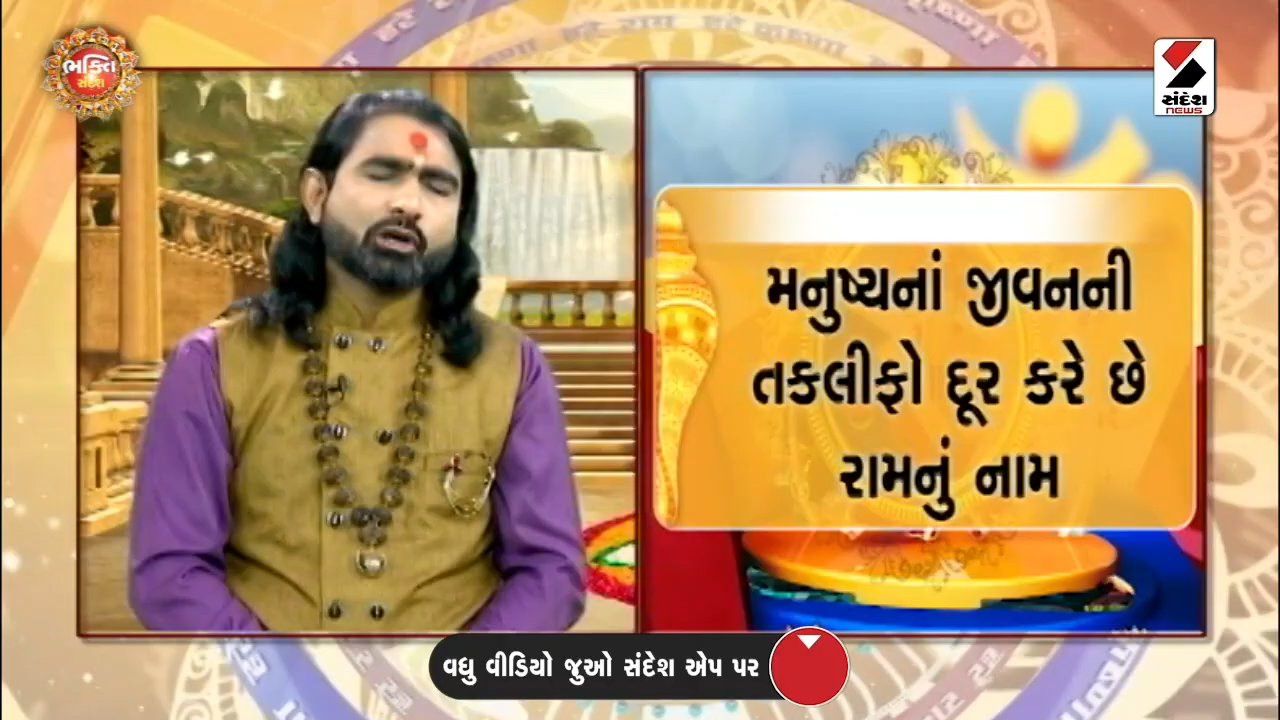 ભક્તિ
સંદેશ
સંદેશ
NEWS
મનુષ્યનાં જીવનની
તકલીફો દૂર કરે છે
રામનું નામ
વધુ વીડિયો જુઓ સંદેશ એપ પર